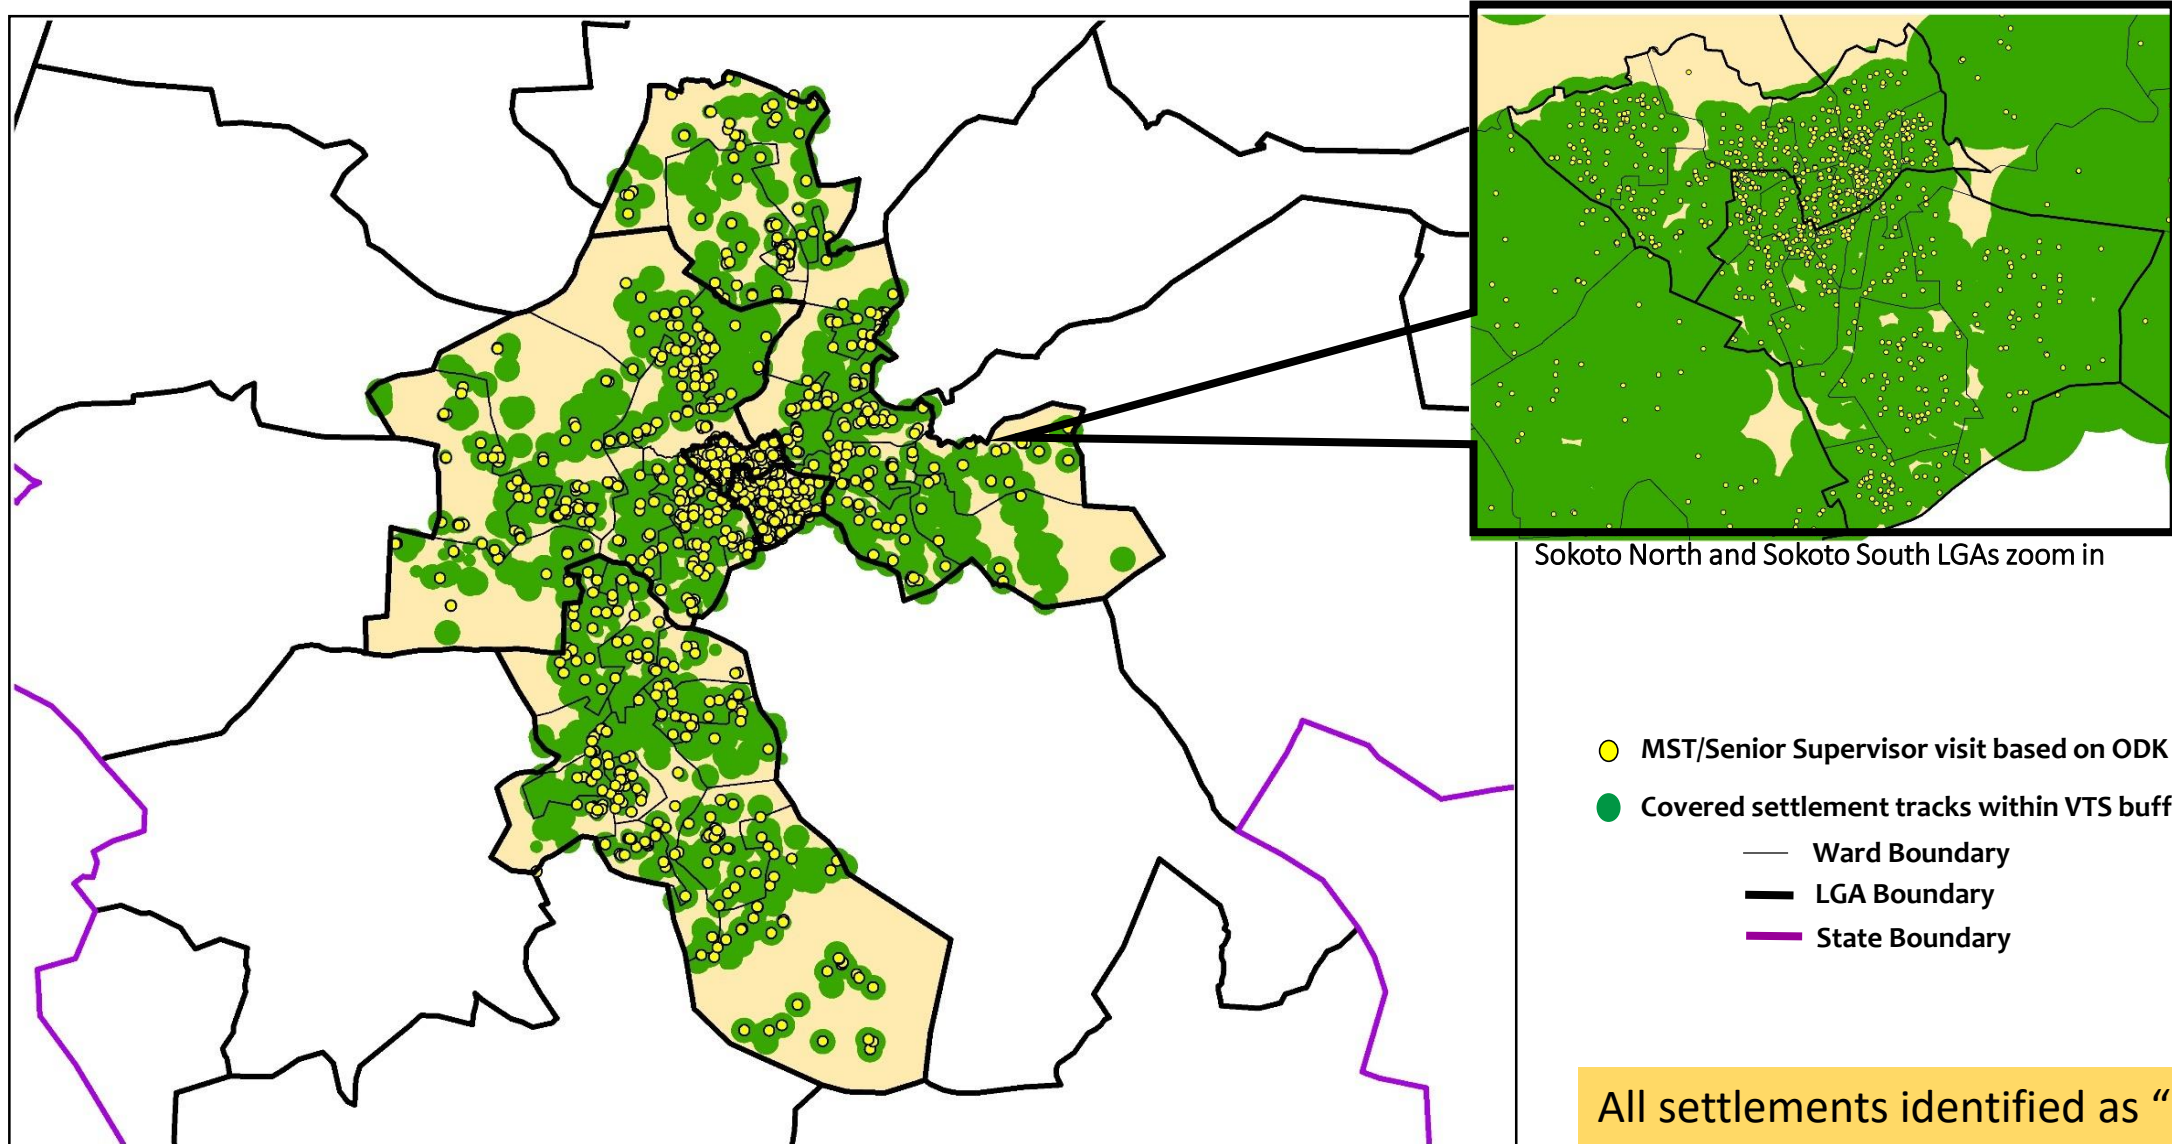 Sokoto North and Sokoto South LGAs zoom in
MST/Senior Supervisor visit based on ODK
Covered settlement tracks within VTS buff
Ward Boundary
LGA Boundary
State Boundary
All settlements identified as “